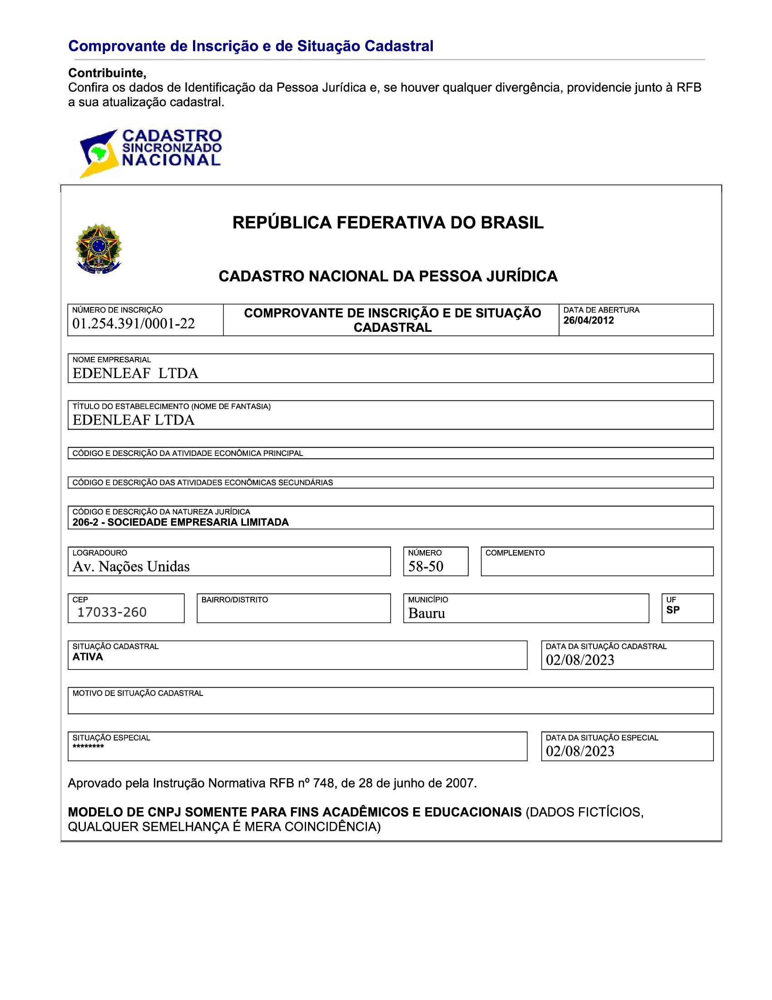 Comprovante de Inscrição e de Situação Cadastral
Contribuinte,
Confira os dados de Identificação da Pessoa Jurídica e, se houver qualquer divergência, providencie junto à RFB
a sua atualização cadastral.
CADASTRO
SINCRONIZADO
NACIONAL
REPÚBLICA FEDERATIVA DO BRASIL
CADASTRO NACIONAL DA PESSOA JURÍDICA
NÚMERO DE INSCRIÇÃO
01.254.391/0001-22
COMPROVANTE DE INSCRIÇÃO E DE SITUAÇÃO
CADASTRAL
DATA DE ABERTURA
26/04/2012
NOME EMPRESARIAL
EDENLEAF  LTDA
TÍTULO DO ESTABELECIMENTO (NOME DE FANTASIA)
EDENLEAF LTDA
CÓDIGO E DESCRIÇÃO DA ATIVIDADE ECONÔMICA PRINCIPAL
CÓDIGO E DESCRIÇÃO DAS ATIVIDADES ECONÔMICAS SECUNDÁRIAS
CÓDIGO E DESCRIÇÃO DA NATUREZA JURÍDICA
206-2 - SOCIEDADE EMPRESARIA LIMITADA
LOGRADOURO
Av. Nações Unidas
NÚMERO
58-50
COMPLEMENTO
CEP
17033-260
BAIRRO/DISTRITO
MUNICÍPIO
Bauru
UF
SP
SITUAÇÃO CADASTRAL
ATIVA
DATA DA SITUAÇÃO CADASTRAL
02/08/2023
MOTIVO DE SITUAÇÃO CADASTRAL
SITUAÇÃO ESPECIAL
********
DATA DA SITUAÇÃO ESPECIAL
02/08/2023
Aprovado pela Instrução Normativa RFB nº 748, de 28 de junho de 2007.
MODELO DE CNPJ SOMENTE PARA FINS ACADÊMICOS E EDUCACIONAIS (DADOS FICTÍCIOS,
QUALQUER SEMELHANÇA É MERA COINCIDÊNCIA)